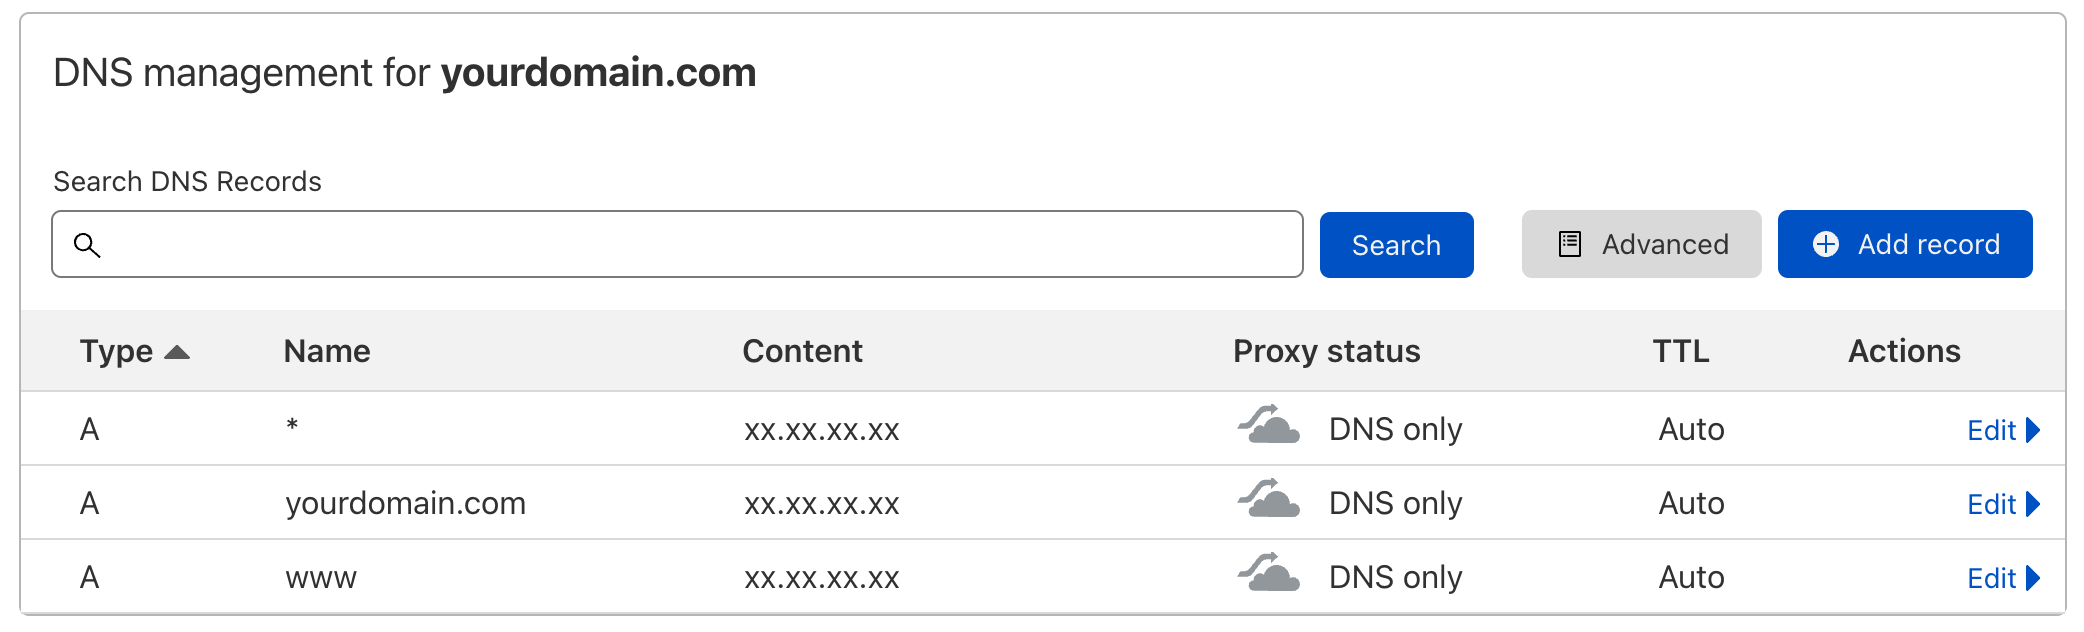 DNS management for yourdomain.com
Search DNS Records
Search Advanced Add record
Type Name Content Proxy status TTL Actions
A * xx.xx.xx.xx DNS only Auto Edit
A yourdomain.com xx.xx.xx.xx DNS only Auto Edit
A www xx.xx.xx.xx DNS only Auto Edit